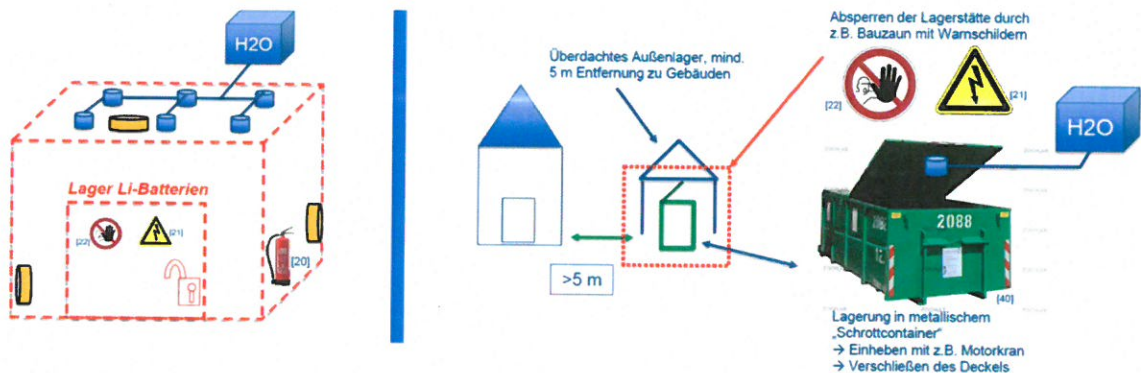 H2O
Lager Li-Batterien
[22]
[21]
[20]
Überdachtes Außenlager, mind.
5 m Entfernung zu Gebäuden
>5 m
Absperren der Lagerstätte durch
z.B. Bauzaun mit Warnschildern
[22]
[21]
H2O
2088
[40]
Lagerung in metallischem
„Schrottcontainer"
→ Einheben mit z.B. Motorkran
→ Verschließen des Deckels